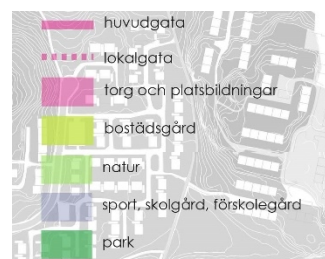 huvudgata
lokalgata
torg och platsbildningar
bostädsgård
natur
sport, skolgård, förskolegård
park